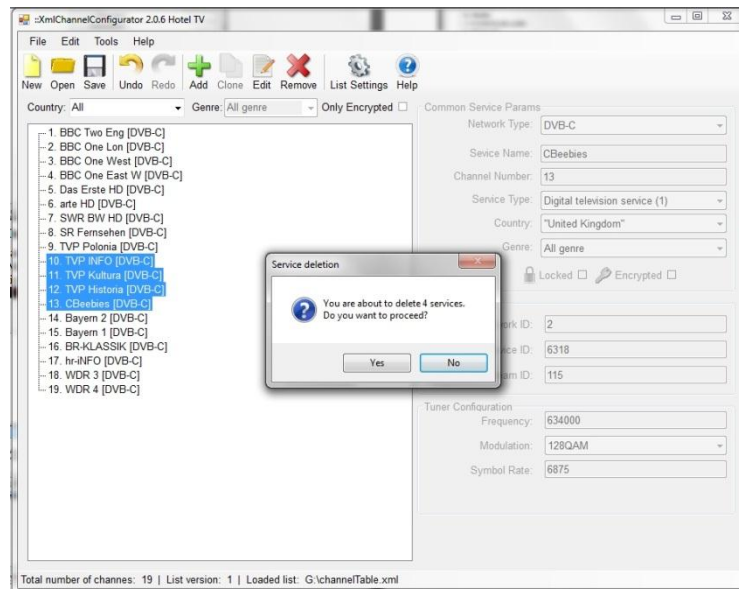 ::XmlChannelConfigurator 2.0.6 Hotel TV
File Edit Tools Help
New Open Save Undo Redo Add Clone Edit Remove List Settings Help
Country: All Genre: All genre Only Encrypted
1. BBC Two Eng [DVB-C]
2. BBC One Lon [DVB-C]
3. BBC One West [DVB-C]
4. BBC One East W [DVB-C]
5. Das Erste HD [DVB-C]
6. arte HD [DVB-C]
7. SWR BW HD [DVB-C]
8. SR Fernsehen [DVB-C]
9. TVP Polonia [DVB-C]
10. TVP INFO [DVB-C]
11. TVP Kultura [DVB-C]
12. TVP Historia [DVB-C]
13. CBeebies [DVB-C]
14. Bayern 2 [DVB-C]
15. Bayern 1 [DVB-C]
16. BR-KLASSIK [DVB-C]
17. hr-iNFO [DVB-C]
18. WDR 3 [DVB-C]
19. WDR 4 [DVB-C]
Service deletion
You are about to delete 4 services.
Do you want to proceed?
Yes No
Common Service Params
Network Type: DVB-C
Sevice Name: CBeebies
Channel Number: 13
Service Type: Digital television service (1)
Country: "United Kingdom"
Genre: All genre
Locked Encrypted
ID: 2
ID: 6318
ID: 115
Tuner Configuration
Frequency: 634000
Modulation: 128QAM
Symbol Rate: 6875
Total number of channes: 19 | List version: 1 | Loaded list: G:\channelTable.xml